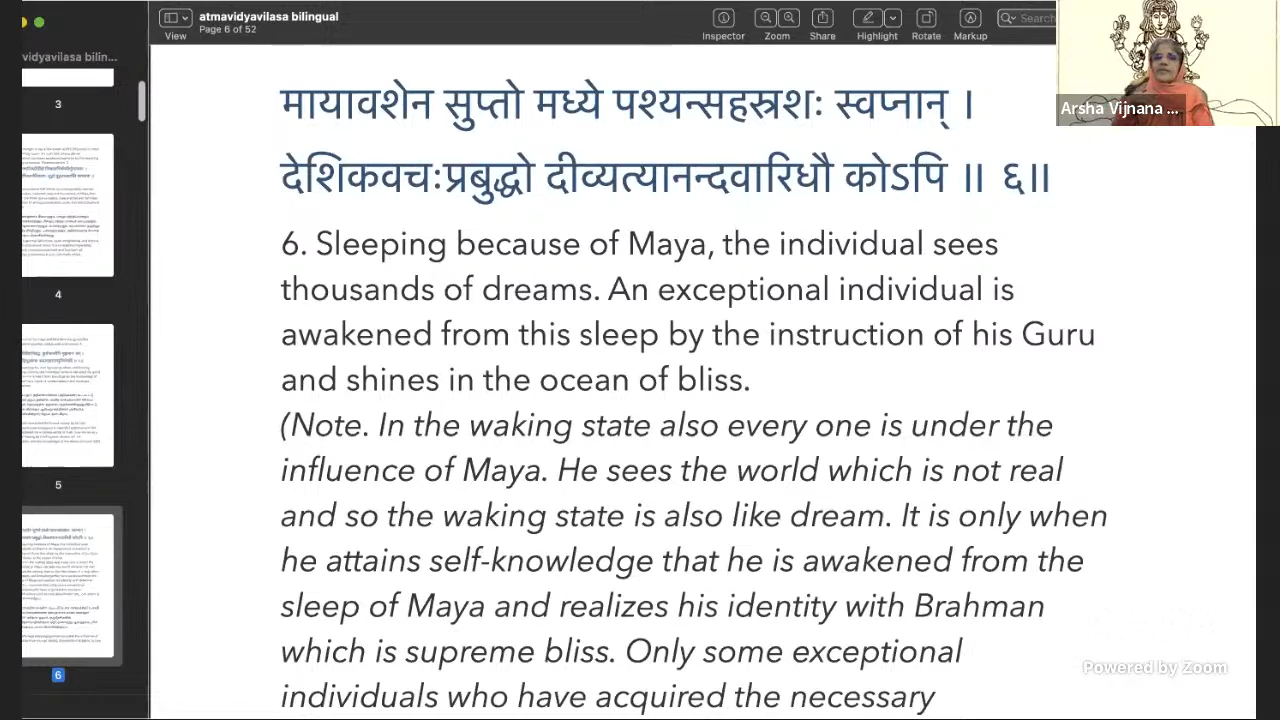 atmavidyavilasa bilingual
Page 6 of 52
View
Inspector
Zoom
Share
Highlight
Rotate
Markup
Search
Arsha Vijnana ...
vidyavilasa bilin...
3
4
5
6
मायावशेन सुप्तो मध्ये पश्यन्सहस्रशः स्वप्नान् ।
देशिकवचःप्रबुद्धो दीव्यत्यानन्दवारिधौ कोऽपि ॥ ६॥
6. Sleeping because of Maya, the individual sees
thousands of dreams. An exceptional individual is
awakened from this sleep by the instruction of his Guru
and shines in the ocean of bliss.
(Note. In the waking state also every one is under the
influence of Maya. He sees the world which is not real
and so the waking state is also like dream. It is only when
he attains self-knowledge that he is awakened from the
sleep of Maya and realizes his identity with Brahman
which is supreme bliss. Only some exceptional
individuals who have acquired the necessary
Powered by Zoom